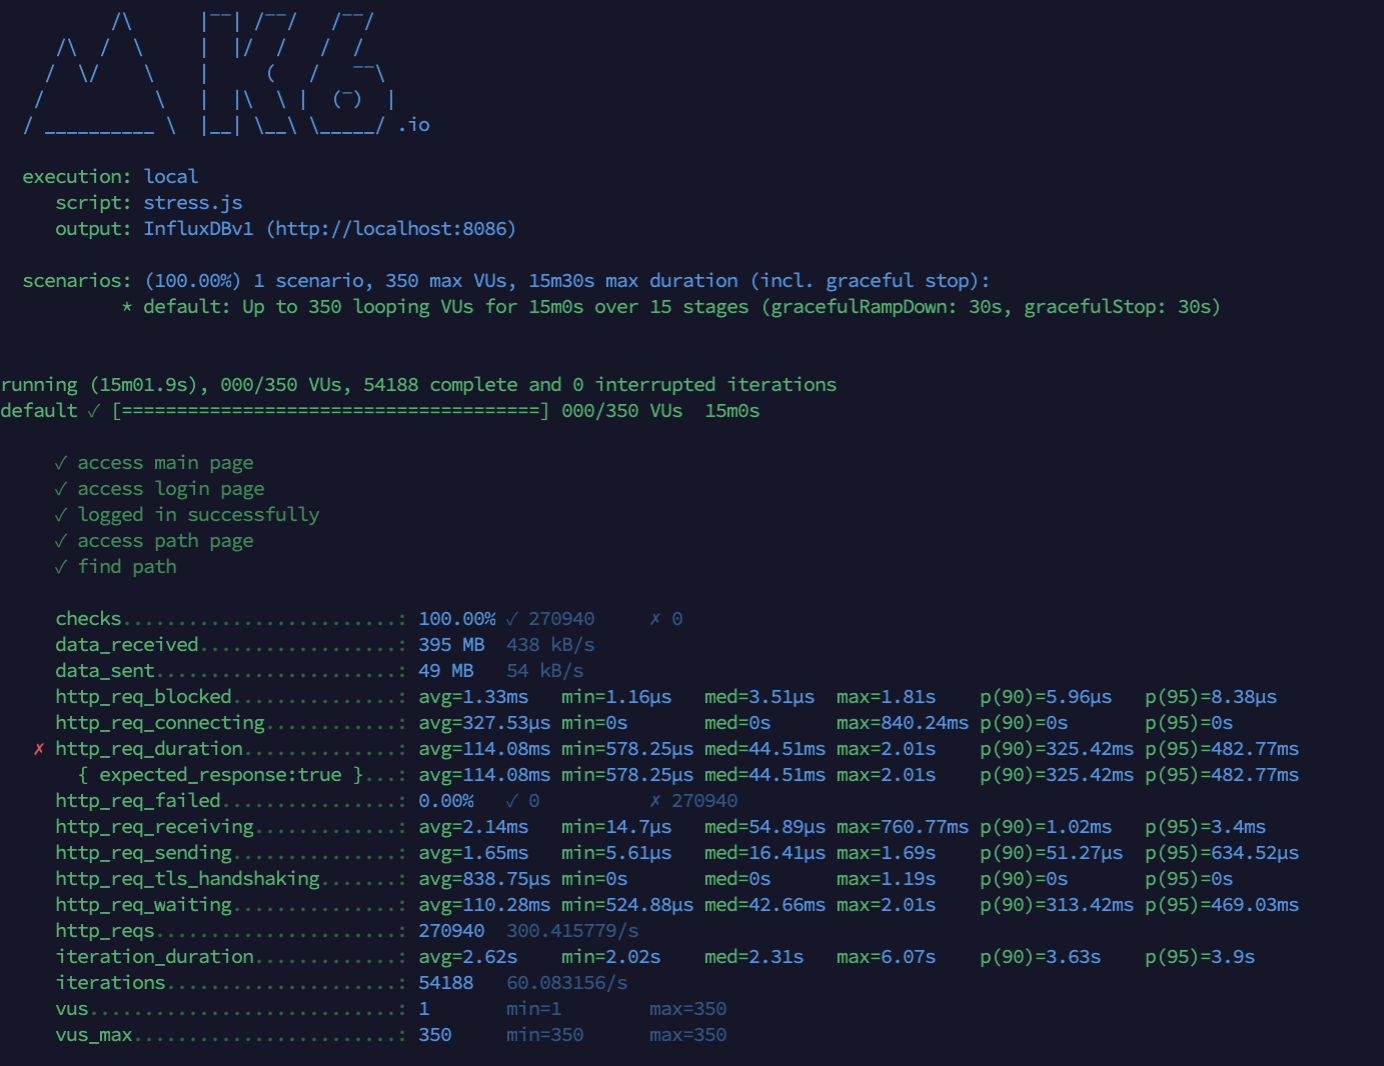 /\      |‾‾| /‾‾/   /‾‾/
     /\  /  \     |  |/  /   /  /
    /  \/    \    |     (   /   ‾‾\
   /          \   |  |\  \ |  (‾)  |
  / __________ \  |__| \__\ \_____/ .io

  execution: local
     script: stress.js
     output: InfluxDBv1 (http://localhost:8086)

  scenarios: (100.00%) 1 scenario, 350 max VUs, 15m30s max duration (incl. graceful stop):
           * default: Up to 350 looping VUs for 15m0s over 15 stages (gracefulRampDown: 30s, gracefulStop: 30s)

running (15m01.9s), 000/350 VUs, 54188 complete and 0 interrupted iterations
default ✓ [======================================] 000/350 VUs  15m0s

     ✓ access main page
     ✓ access login page
     ✓ logged in successfully
     ✓ access path page
     ✓ find path

     checks.........................: 100.00% ✓ 270940     ✗ 0
     data_received..................: 395 MB  438 kB/s
     data_sent......................: 49 MB   54 kB/s
     http_req_blocked...............: avg=1.33ms   min=1.16µs   med=3.51µs  max=1.81s    p(90)=5.96µs   p(95)=8.38µs
     http_req_connecting............: avg=327.53µs min=0s       med=0s      max=840.24ms p(90)=0s       p(95)=0s
   ✗ http_req_duration..............: avg=114.08ms min=578.25µs med=44.51ms max=2.01s    p(90)=325.42ms p(95)=482.77ms
       { expected_response:true }...: avg=114.08ms min=578.25µs med=44.51ms max=2.01s    p(90)=325.42ms p(95)=482.77ms
     http_req_failed................: 0.00%   ✓ 0          ✗ 270940
     http_req_receiving.............: avg=2.14ms   min=14.7µs   med=54.89µs max=760.77ms p(90)=1.02ms   p(95)=3.4ms
     http_req_sending...............: avg=1.65ms   min=5.61µs   med=16.41µs max=1.69s    p(90)=51.27µs  p(95)=634.52µs
     http_req_tls_handshaking.......: avg=838.75µs min=0s       med=0s      max=1.19s    p(90)=0s       p(95)=0s
     http_req_waiting...............: avg=110.28ms min=524.88µs med=42.66ms max=2.01s    p(90)=313.42ms p(95)=469.03ms
     http_reqs......................: 270940  300.415779/s
     iteration_duration.............: avg=2.62s    min=2.02s    med=2.31s   max=6.07s    p(90)=3.63s    p(95)=3.9s
     iterations.....................: 54188   60.083156/s
     vus............................: 1       min=1        max=350
     vus_max........................: 350     min=350      max=350